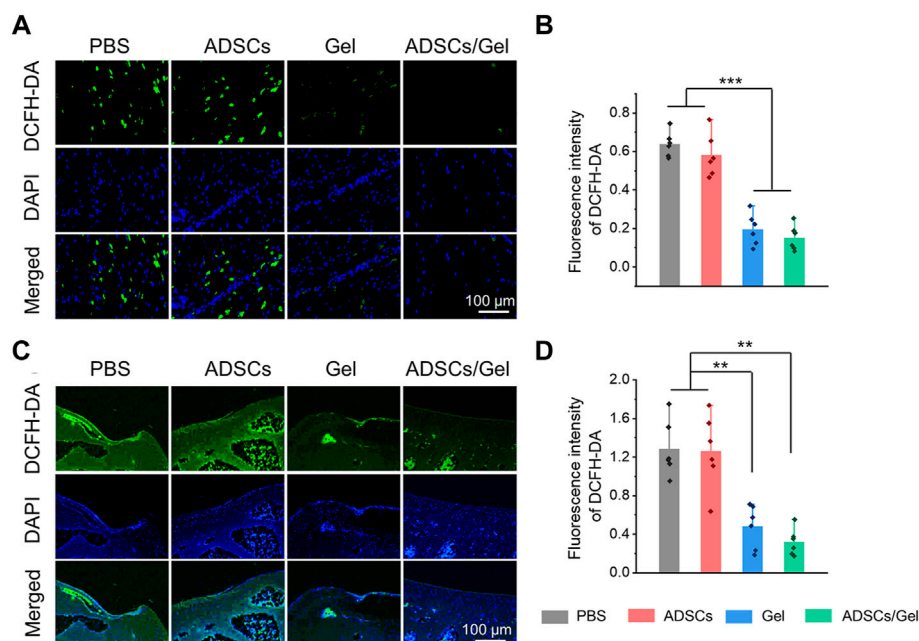 A
PBS ADSCs Gel ADSCs/Gel
DCFH-DA
DAPI
Merged
100 µm
B
***
Fluorescence intensity
of DCFH-DA
0.8
0.6
0.4
0.2
0.0
C
PBS ADSCs Gel ADSCs/Gel
DCFH-DA
DAPI
Merged
100 µm
D
**
**
Fluorescence intensity
of DCFH-DA
2.0
1.6
1.2
0.8
0.4
0.0
PBS ADSCs Gel ADSCs/Gel